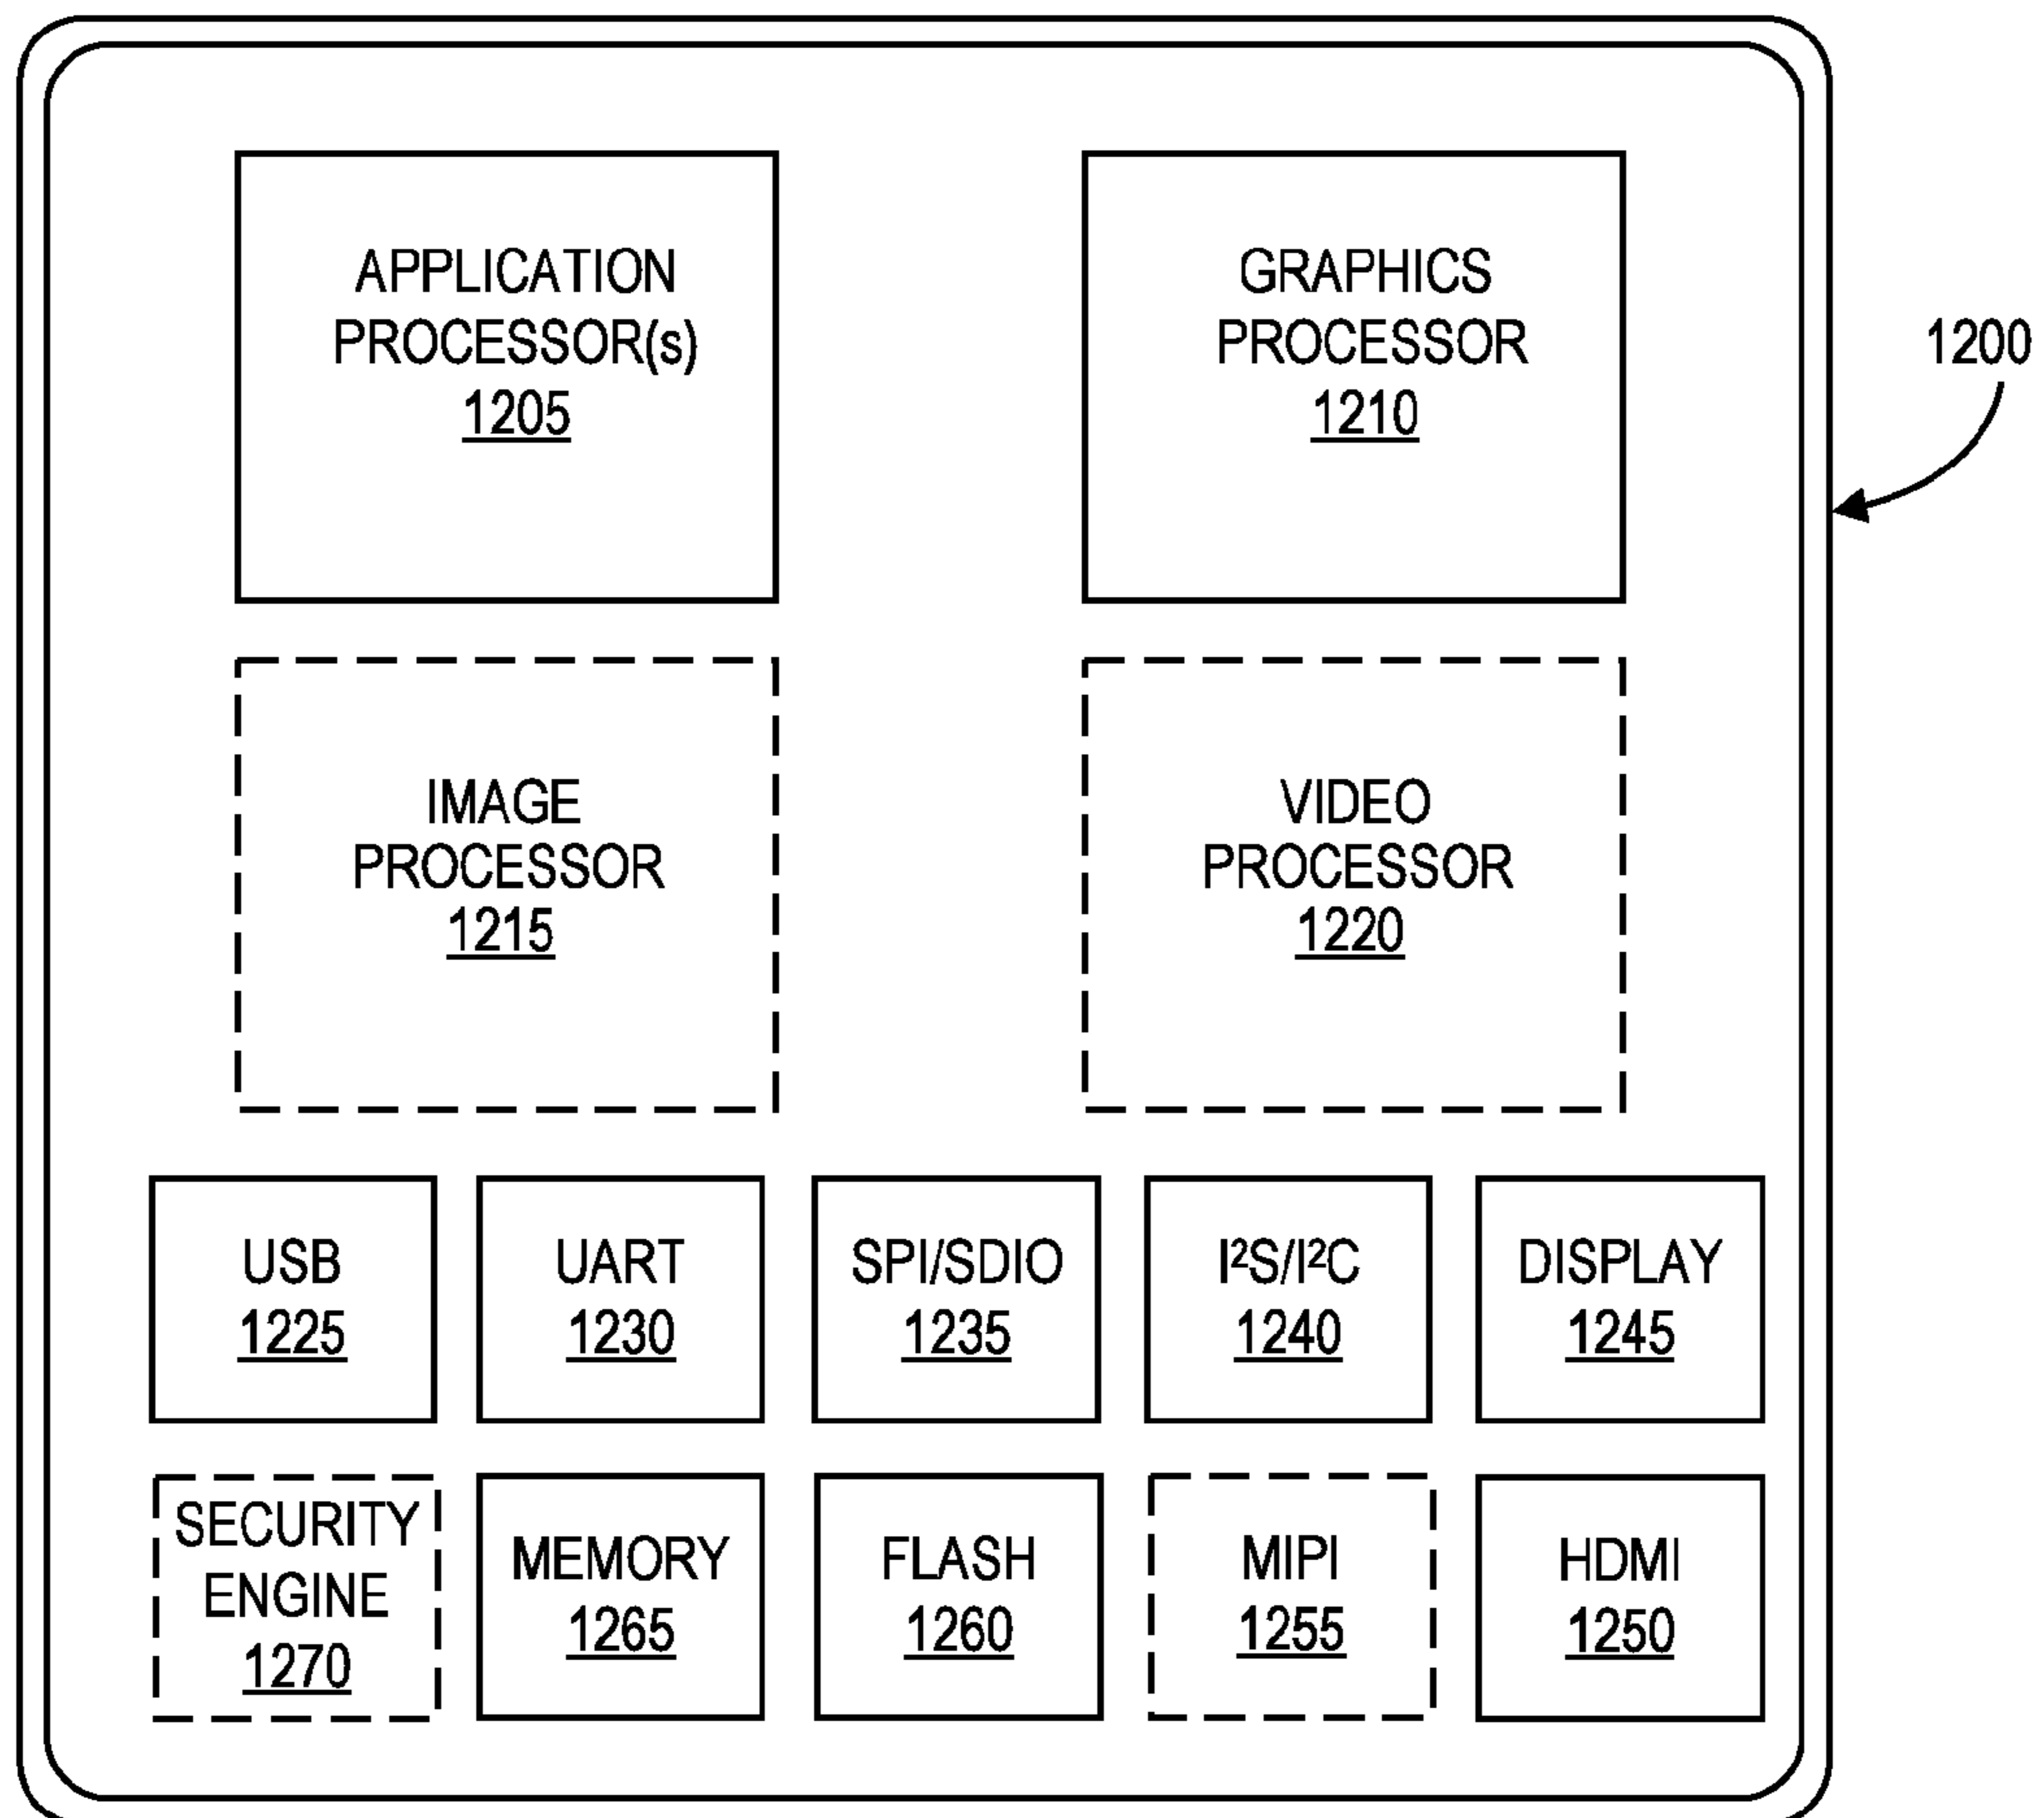 APPLICATION
PROCESSOR(s)
1205
GRAPHICS
PROCESSOR
1210
1200
IMAGE
PROCESSOR
1215
VIDEO
PROCESSOR
1220
USB
1225
UART
1230
SPI/SDIO
1235
I²S/I²C
1240
DISPLAY
1245
SECURITY
ENGINE
1270
MEMORY
1265
FLASH
1260
MIPI
1255
HDMI
1250